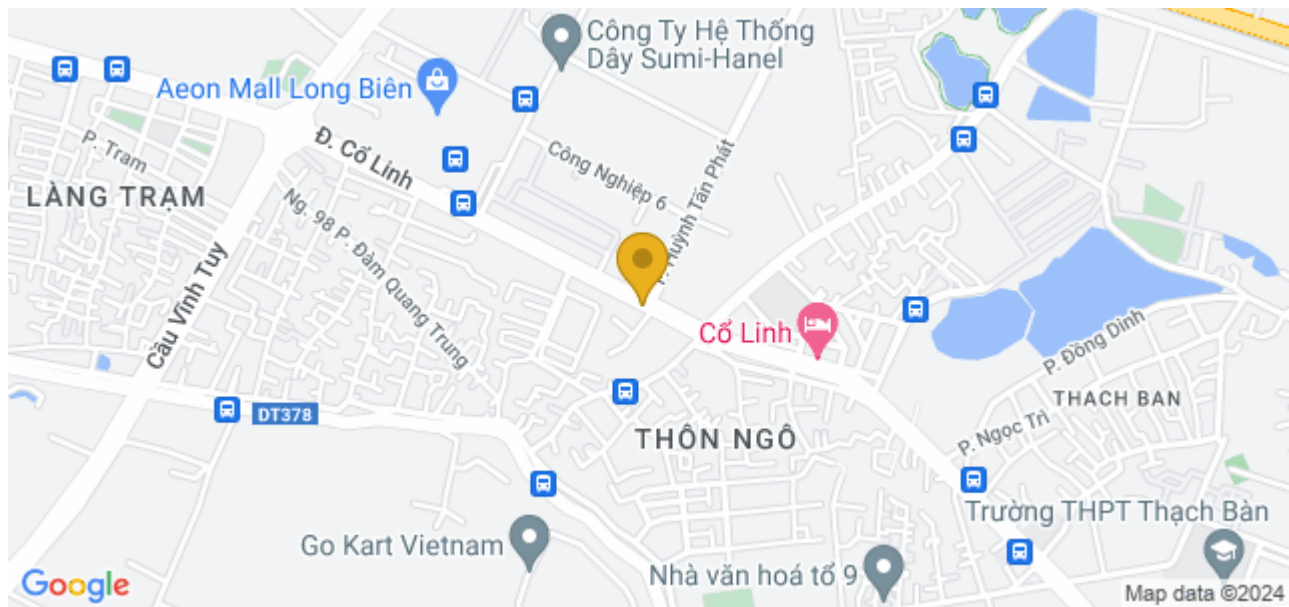 Công Ty Hệ Thống
Dây Sumi-Hanel
Aeon Mall Long Biên
P. Trạm
Đ. Cổ Linh
Công Nghiệp 6
P. Huỳnh Tấn Phát
LÀNG TRẠM
Ng. 98 P. Đàm Quang Trung
Cầu Vĩnh Tuy
Cổ Linh
P. Đồng Dinh
THẠCH BÀN
DT378
THÔN NGÔ
P. Ngọc Trì
Trường THPT Thạch Bàn
Go Kart Vietnam
Nhà văn hoá tổ 9
Google
Map data ©2024